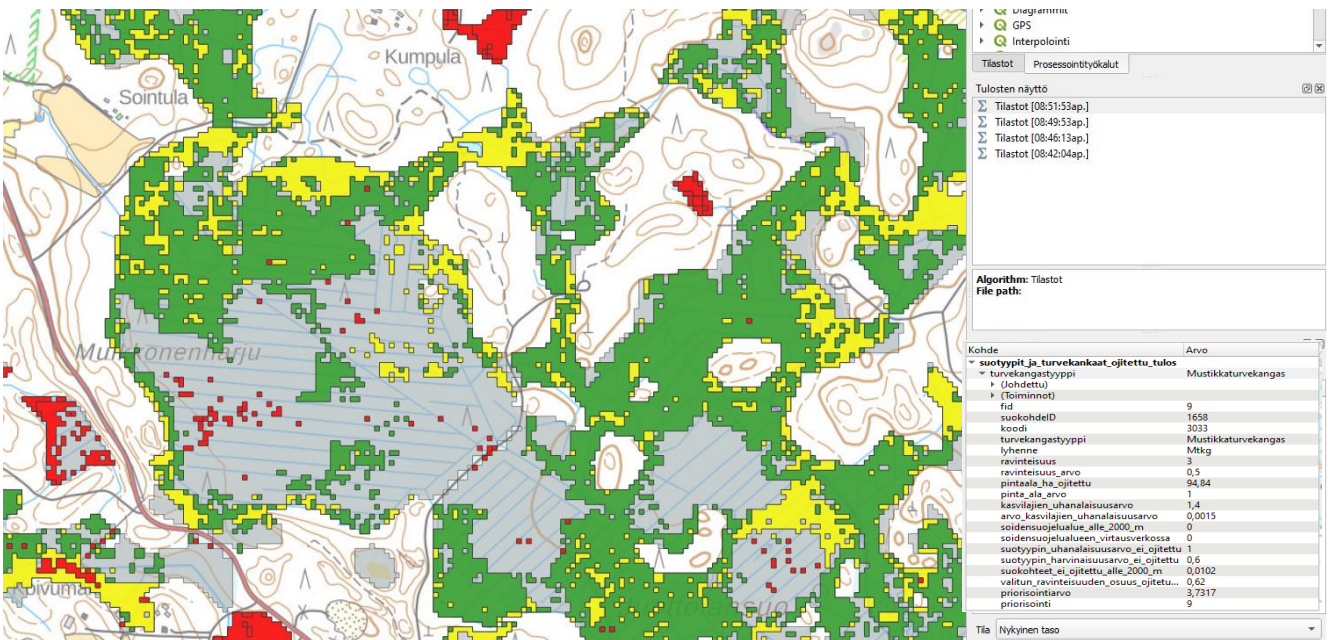 Kumpula
Sointula
Diagrammit
GPS
Interpolointi
Tilastot
Prosessointityökalut
Tulosten näyttö
Tilastot [08:51:53ap.]
Tilastot [08:49:53ap.]
Tilastot [08:46:13ap.]
Tilastot [08:42:04ap.]
Algorithm: Tilastot
File path:
Kohde Arvo
suotyypit_ja_turvekankaat_ojitettu_tulos
turvekangastyyppi Mustikkaturvekangas
(Johdettu)
(Toiminnot)
fid 9
suokohdeID 1658
koodi 3033
turvekangastyyppi Mustikkaturvekangas
lyhenne Mtkg
ravinteisuus 3
ravinteisuus_arvo 0,5
pintaala_ha_ojitettu 94,84
pinta_ala_arvo 1
kasvilajien_uhanalaisuusarvo 1,4
arvo_kasvilajien_uhanalaisuusarvo 0,0015
soidensuojelualue_alle_2000_m 0
soidensuojelualueen_virtausverkossa 0
suotyypin_uhanalaisuusarvo_ei_ojitettu 1
suotyypin_harvinaisuusarvo_ei_ojitettu 0,6
suokohteet_ei_ojitettu_alle_2000_m 0,0102
valitun_ravinteisuuden_osuus_ojitetu... 0,62
priorisointiarvo 3,7317
priorisointi 9
Tila Nykyinen taso